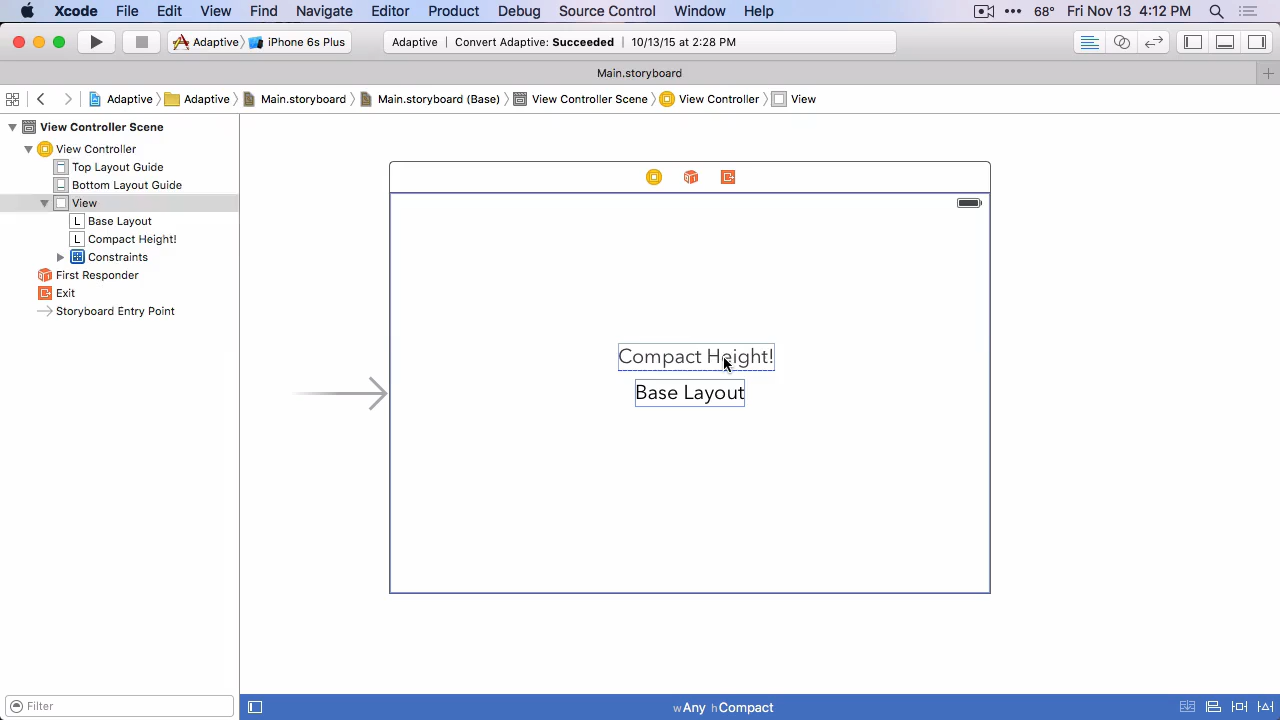 Xcode File Edit View Find Navigate Editor Product Debug Source Control Window Help 68° Fri Nov 13 4:12 PM
Adaptive iPhone 6s Plus Adaptive | Convert Adaptive: Succeeded | 10/13/15 at 2:28 PM
Main.storyboard
Adaptive Adaptive Main.storyboard Main.storyboard (Base) View Controller Scene View Controller View
View Controller Scene
View Controller
Top Layout Guide
Bottom Layout Guide
View
L Base Layout
L Compact Height!
Constraints
First Responder
Exit
Storyboard Entry Point
Compact Height!
Base Layout
Filter
wAny hCompact